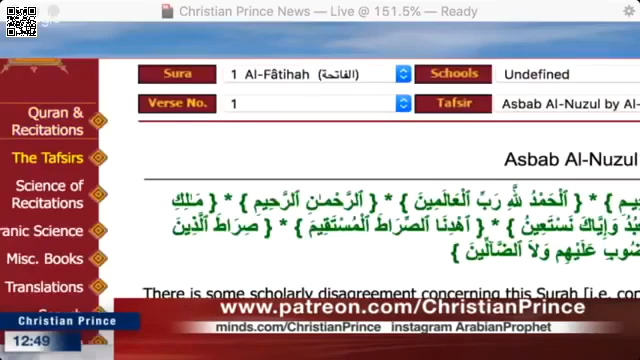 Christian Prince News — Live @ 151.5% — Ready
Sura 1 Al-Fâtihah (الفاتحة) Schools Undefined
Verse No. 1 Tafsir Asbab Al-Nuzul by Al-
Quran &
Recitations
The Tafsirs
Science of
Recitations
ranic Science
Misc. Books
Translations
Asbab Al-Nuzul
} * { ٱلْحَمْدُ للَّهِ رَبِّ ٱلْعَالَمِينَ } * { ٱلرَّحْمـٰنِ ٱلرَّحِيمِ } * { مَـٰلِكِ
وَإِيَّاكَ نَسْتَعِينُ } * { ٱهْدِنَا ٱلصِّرَاطَ ٱلْمُسْتَقِيمَ } * { صِرَاطَ ٱلَّذِينَ
عَلَيْهِم وَلاَ ٱلضَّآلِّينَ }
There is some scholarly disagreement concerning this Surah [i.e.
www.patreon.com/ChristianPrince
minds.com/ChristianPrince instagram ArabianProphet
Christian Prince
12:49